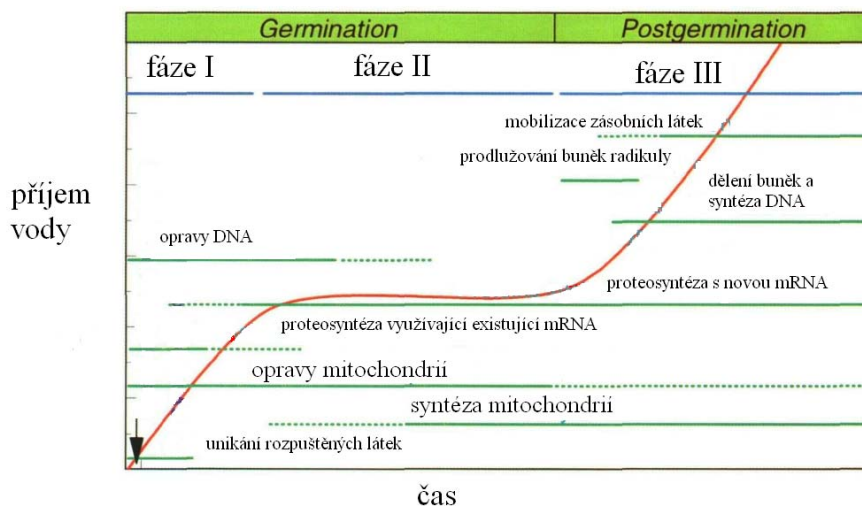 Germination
Postgermination
fáze I
fáze II
fáze III
mobilizace zásobních látek
prodlužování buněk radikuly
dělení buněk a
syntéza DNA
příjem
vody
opravy DNA
proteosyntéza s novou mRNA
proteosyntéza využívající existující mRNA
opravy mitochondrií
syntéza mitochondrií
unikání rozpuštěných látek
čas